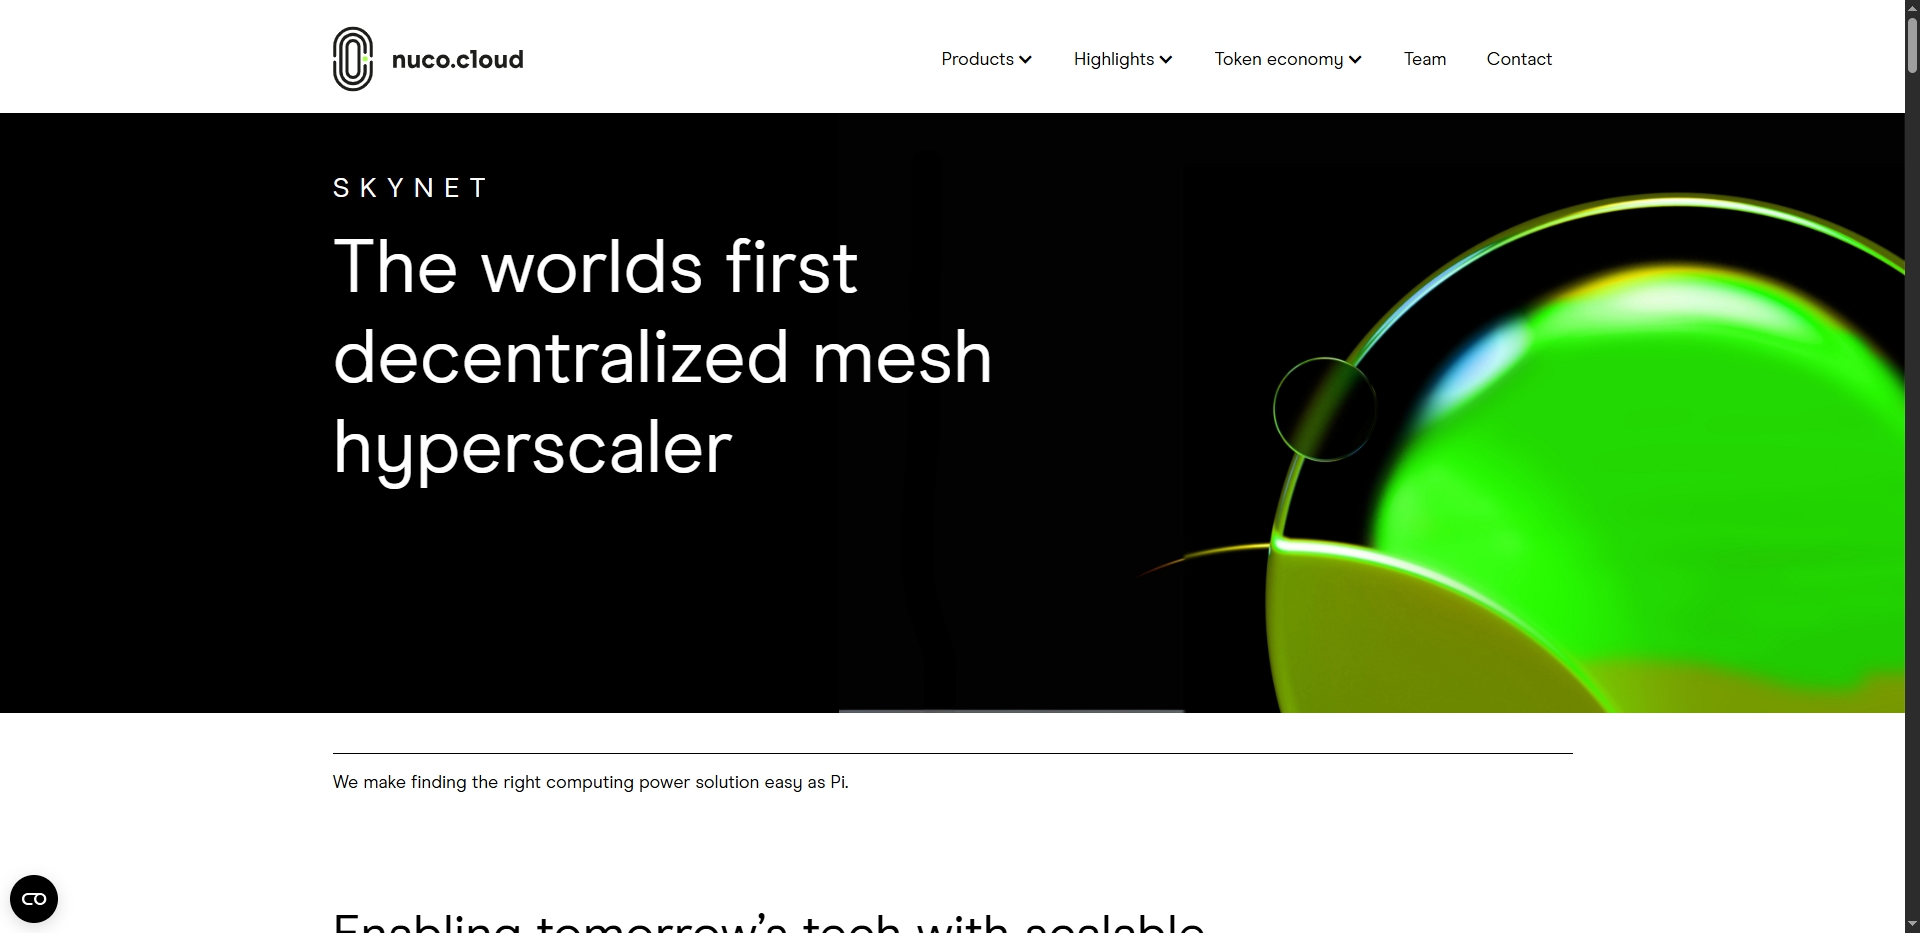 nuco.cloud
Products
Highlights
Token economy
Team
Contact
SKYNET
The worlds first
decentralized mesh
hyperscaler
We make finding the right computing power solution easy as Pi.
Enabling tomorrow’s tech with scalable